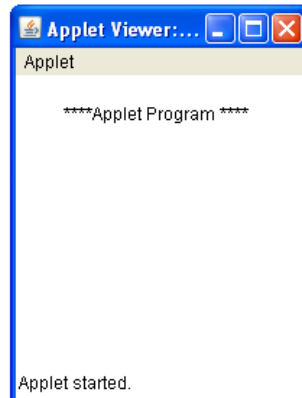 Applet Viewer:...
Applet
****Applet Program ****
Applet started.